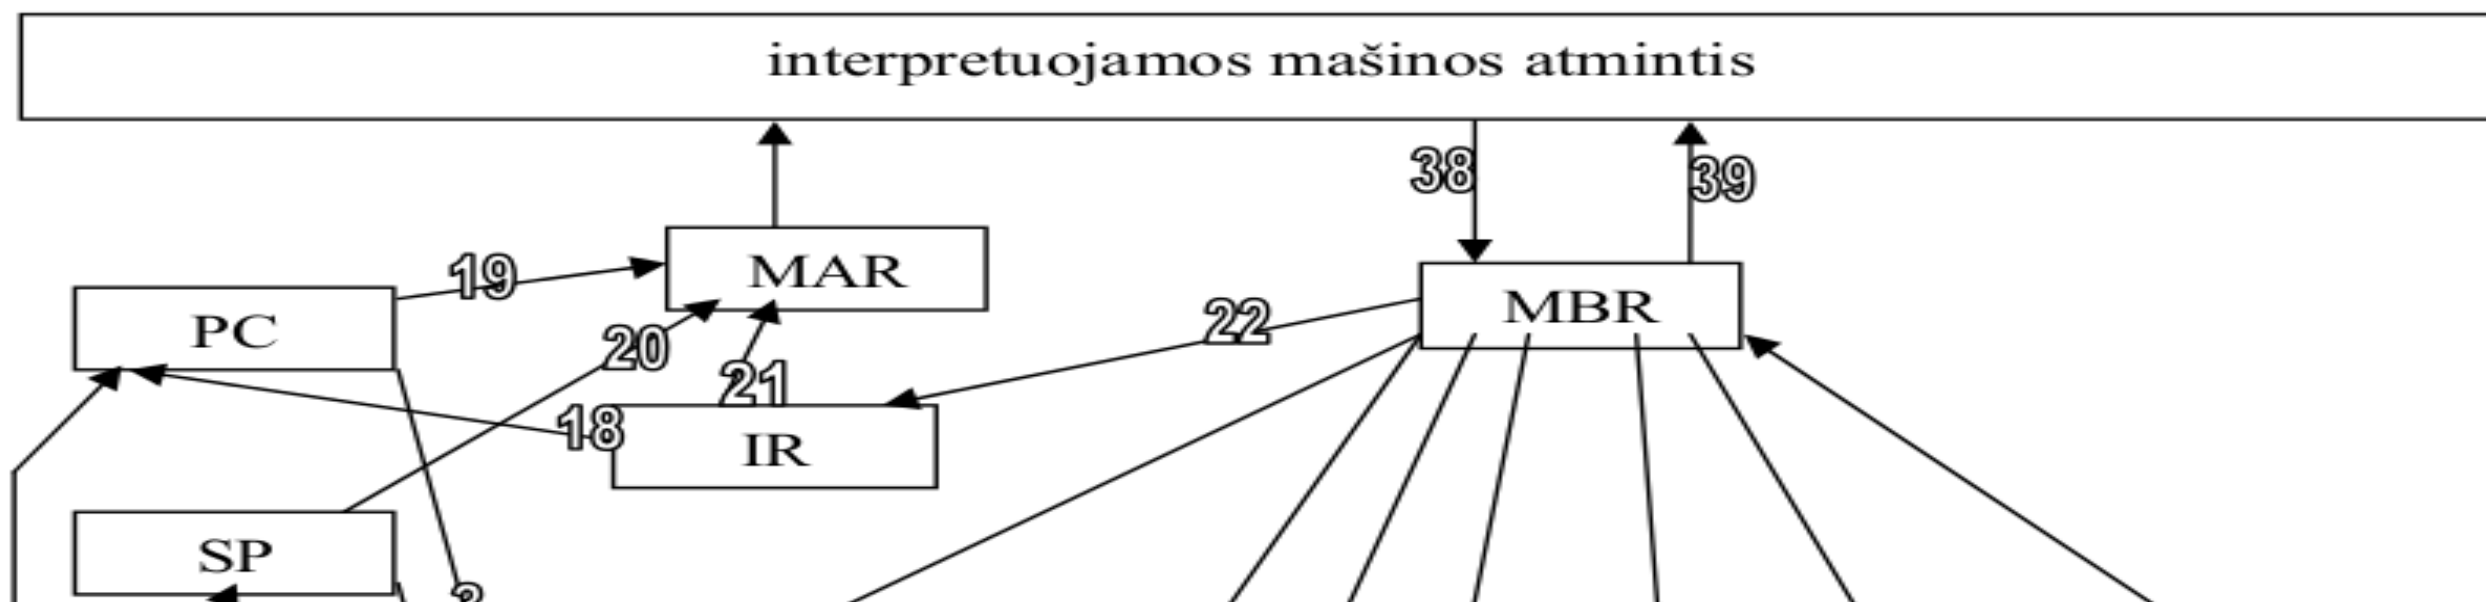 interpretuojamos mašinos atmintis
38
39
19
MAR
PC
20
22
MBR
21
18
IR
SP